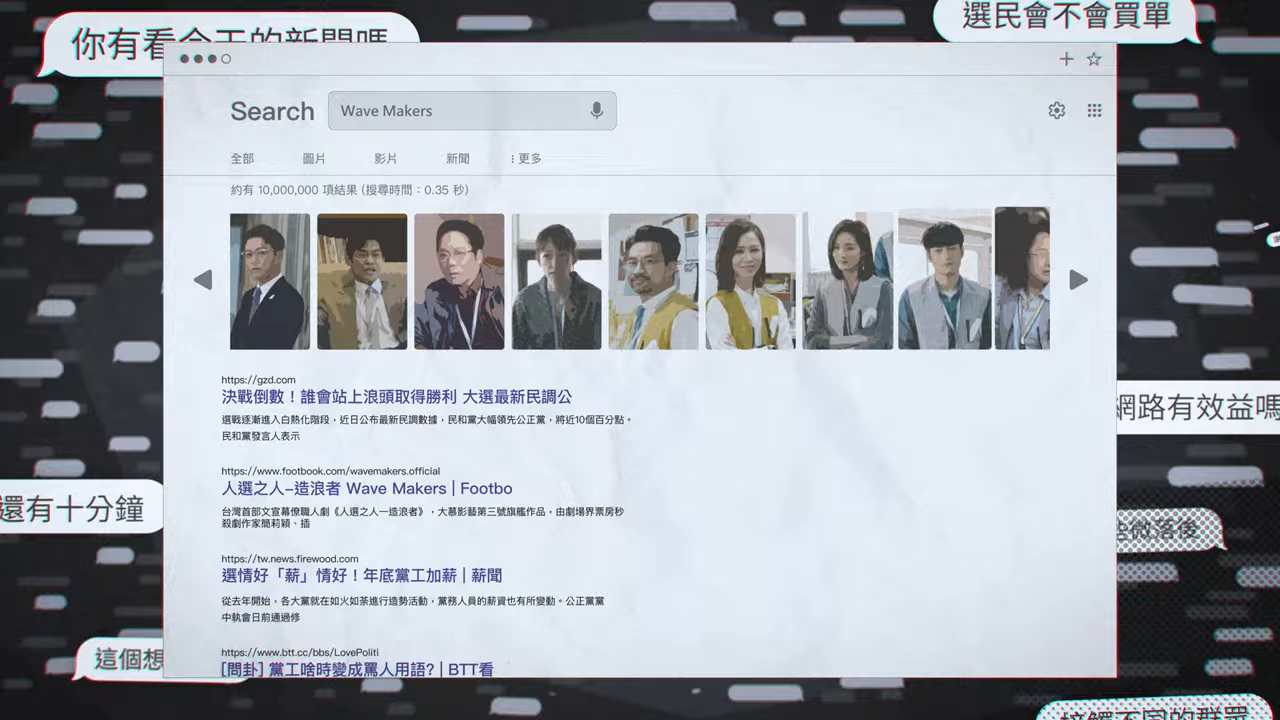 你有看今天的新聞嗎
選民會不會買單
Search
Wave Makers
全部
圖片
影片
新聞
更多
約有 10,000,000 項結果 (搜尋時間：0.35 秒)
https://gzd.com
決戰倒數！誰會站上浪頭取得勝利 大選最新民調公
選戰逐漸進入白熱化階段，近日公布最新民調數據，民和黨大幅領先公正黨，將近10個百分點。
民和黨發言人表示
網路有效益嗎
https://www.footbook.com/wavemakers.official
人選之人–造浪者 Wave Makers | Footbo
台灣首部文宣幕僚職人劇《人選之人—造浪者》，大慕影藝第三號旗艦作品，由劇場界票房秒
殺劇作家簡莉穎、插
還有十分鐘
些微落後
https://tw.news.firewood.com
選情好「薪」情好！年底黨工加薪 | 薪聞
從去年開始，各大黨就在如火如荼進行造勢活動，黨務人員的薪資也有所變動。公正黨黨
中執會日前通過修
https://www.btt.cc/bbs/LovePoliti
[問卦] 黨工啥時變成罵人用語? | BTT看
這個想
接觸不同的群眾